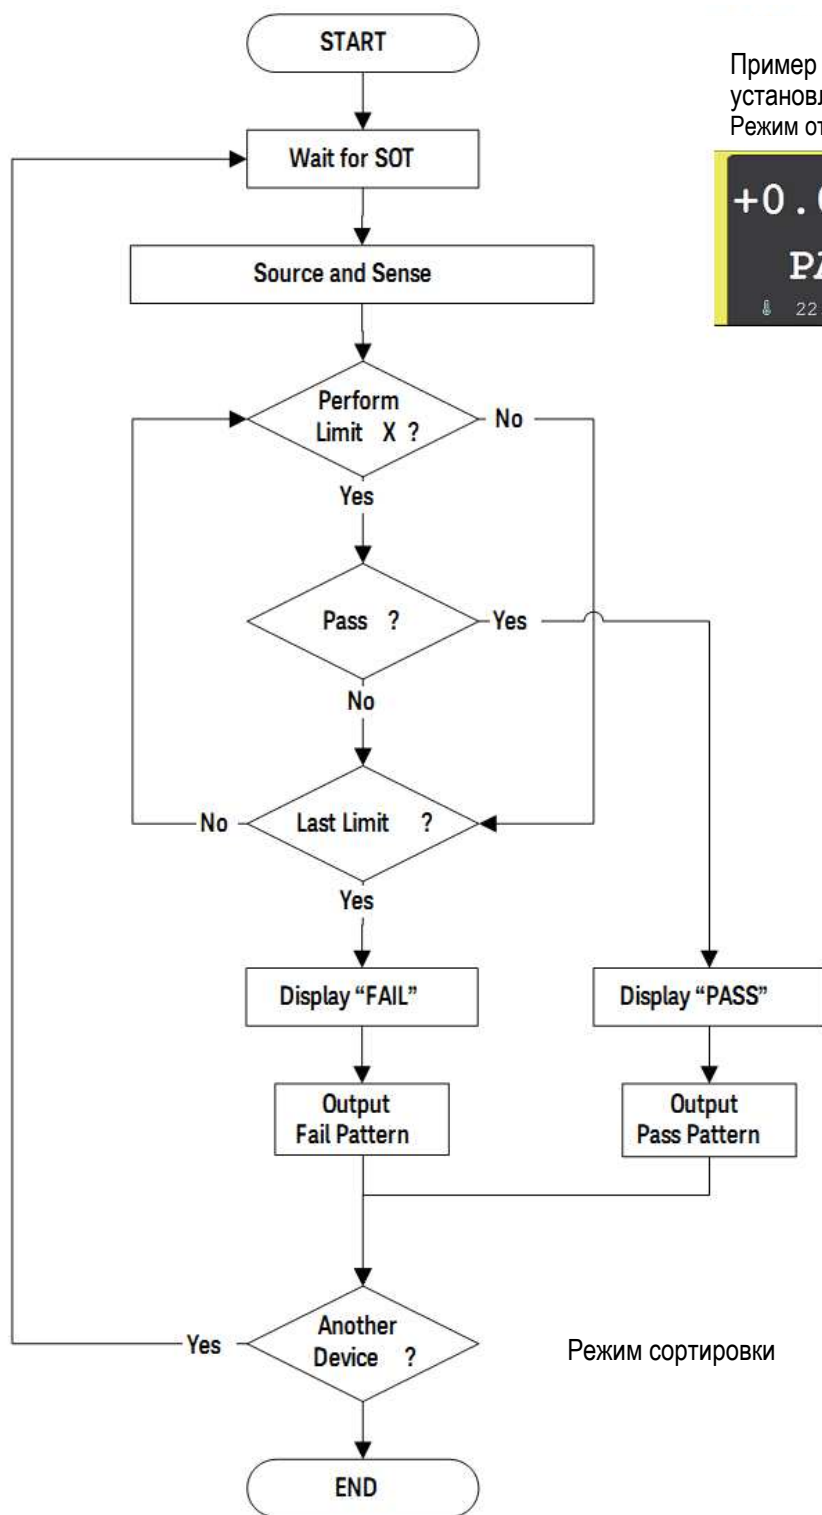 START
Пример
Режим от
Wait for SOT
+0.
22
Source and Sense
Perform
Limit X ?
No
Yes
Pass ?
Yes
No
Last Limit ?
No
Yes
Display “FAIL”
Display “PASS”
Output
Fail Pattern
Output
Pass Pattern
Another
Device ?
Yes
Режим сортировки
END